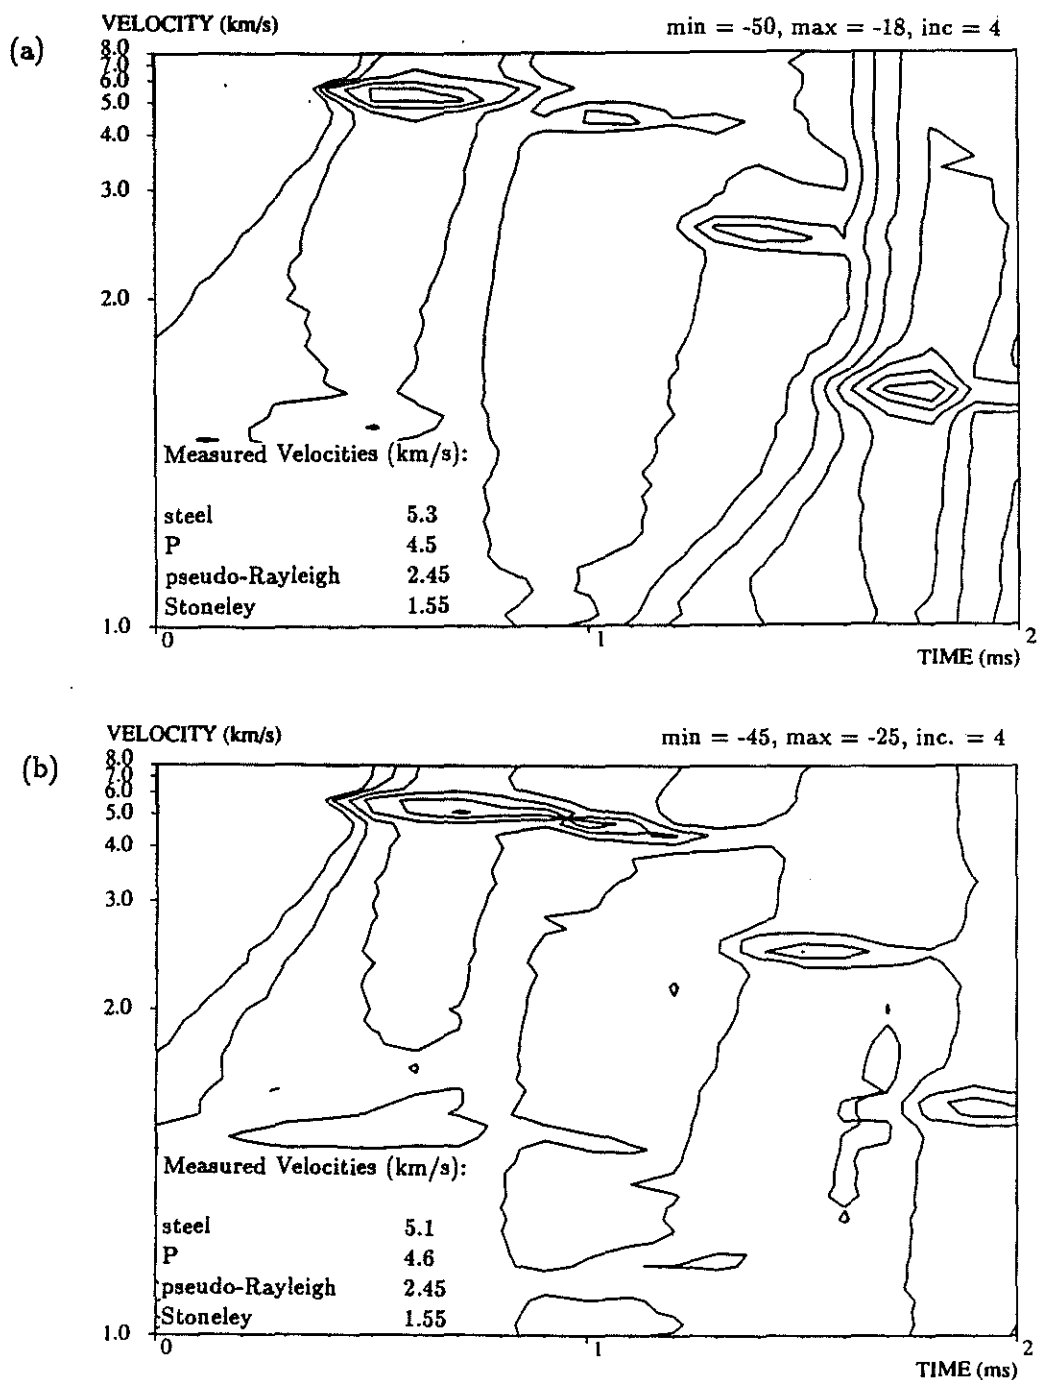 VELOCITY (km/s)
min = -50, max = -18, inc = 4
(a)
8.0
7.0
6.0
5.0
4.0
3.0
2.0
1.0
Measured Velocities (km/s):
steel 5.3
P 4.5
pseudo-Rayleigh 2.45
Stoneley 1.55
0 1 2
TIME (ms)
VELOCITY (km/s)
min = -45, max = -25, inc. = 4
(b)
8.0
7.0
6.0
5.0
4.0
3.0
2.0
1.0
Measured Velocities (km/s):
steel 5.1
P 4.6
pseudo-Rayleigh 2.45
Stoneley 1.55
0 1 2
TIME (ms)